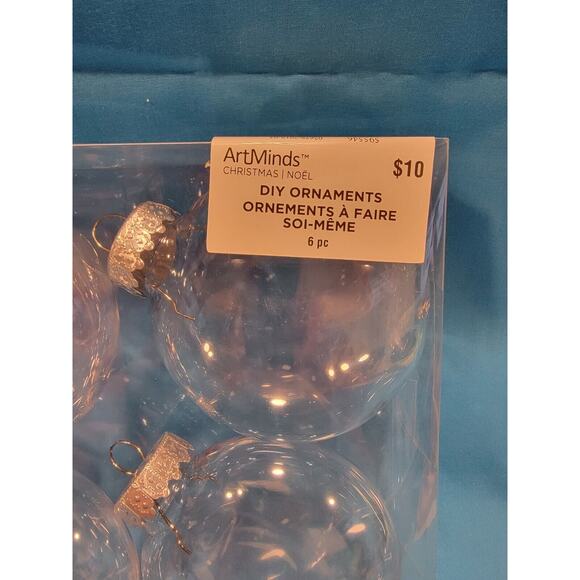 ArtMinds™ $10
CHRISTMAS | NOËL
DIY ORNAMENTS
ORNEMENTS À FAIRE
SOI-MÊME
6 pc